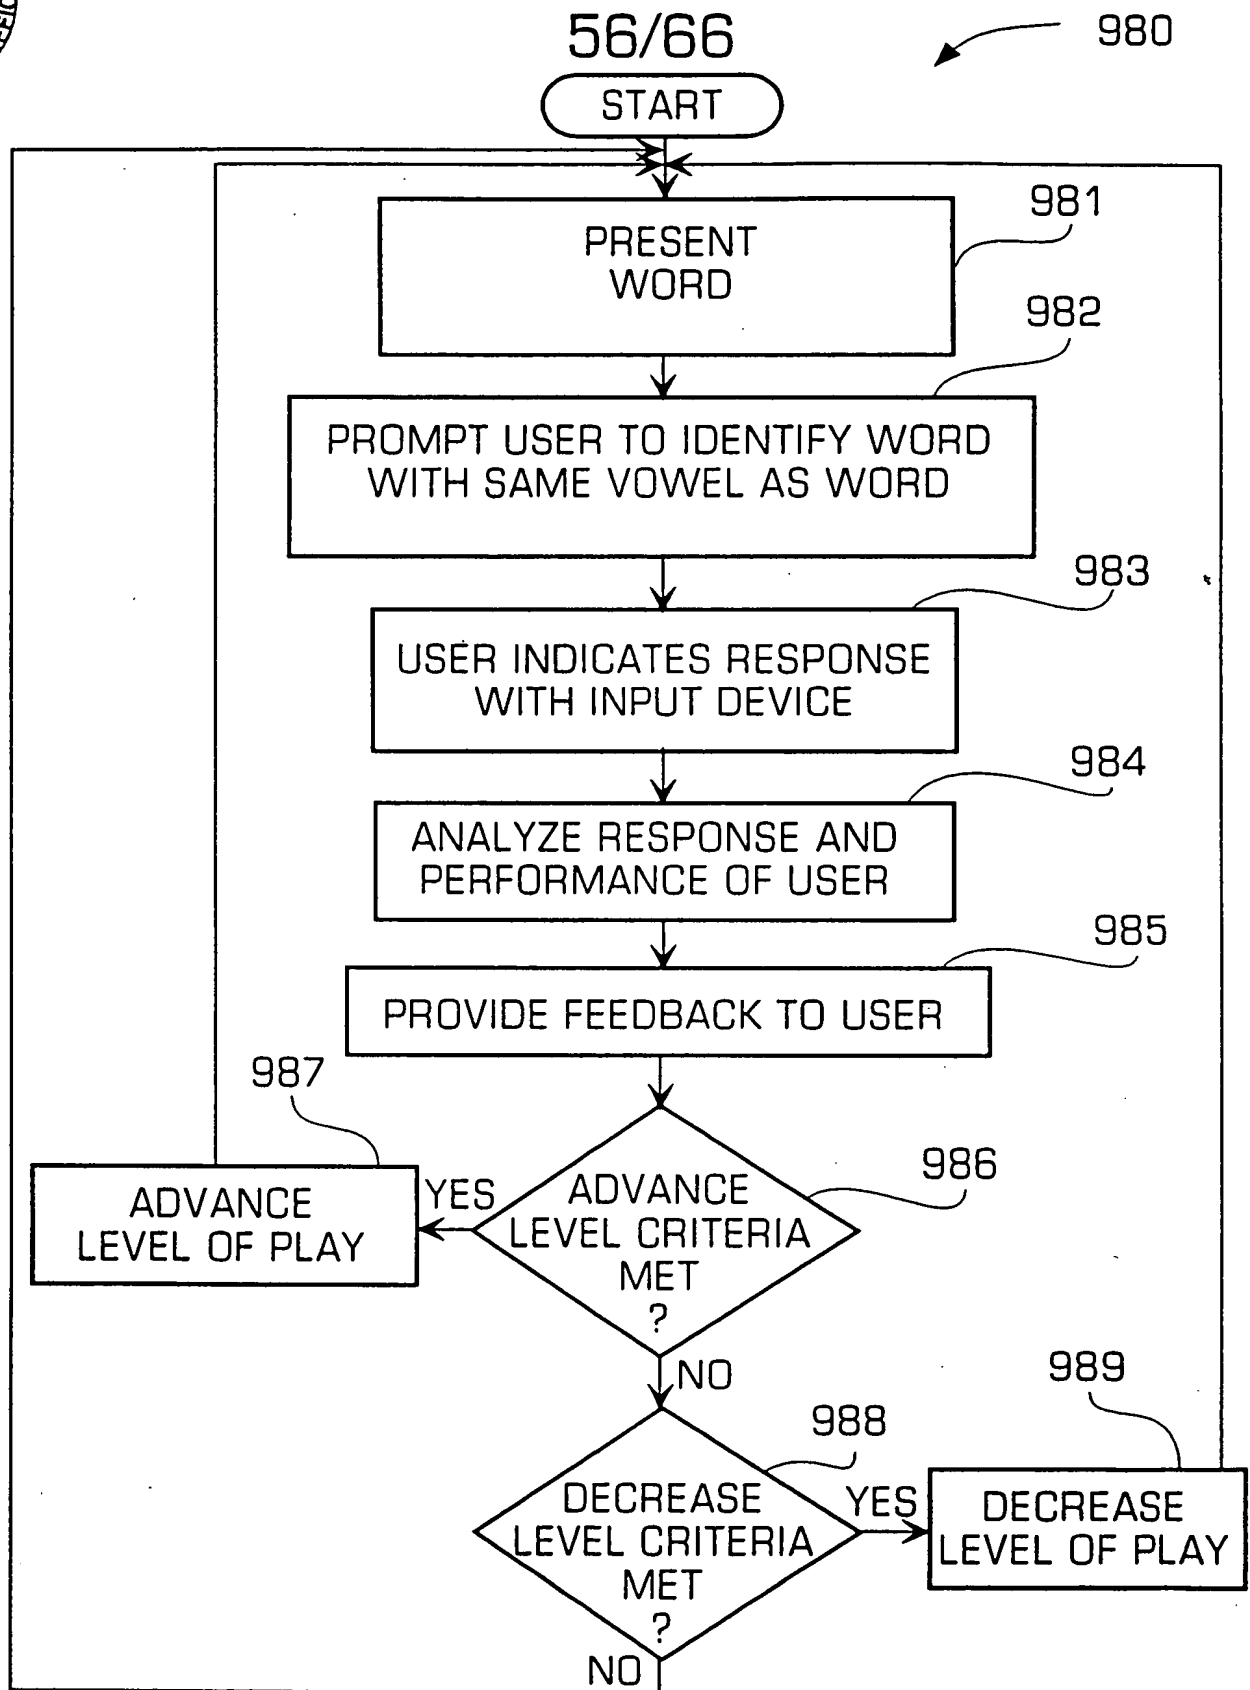 56/66
980
START
981
PRESENT
WORD
982
PROMPT USER TO IDENTIFY WORD
WITH SAME VOWEL AS WORD
983
USER INDICATES RESPONSE
WITH INPUT DEVICE
984
ANALYZE RESPONSE AND
PERFORMANCE OF USER
985
PROVIDE FEEDBACK TO USER
987
986
ADVANCE
LEVEL OF PLAY
YES
ADVANCE
LEVEL CRITERIA
MET
?
NO
989
988
DECREASE
LEVEL CRITERIA
MET
?
YES
DECREASE
LEVEL OF PLAY
NO